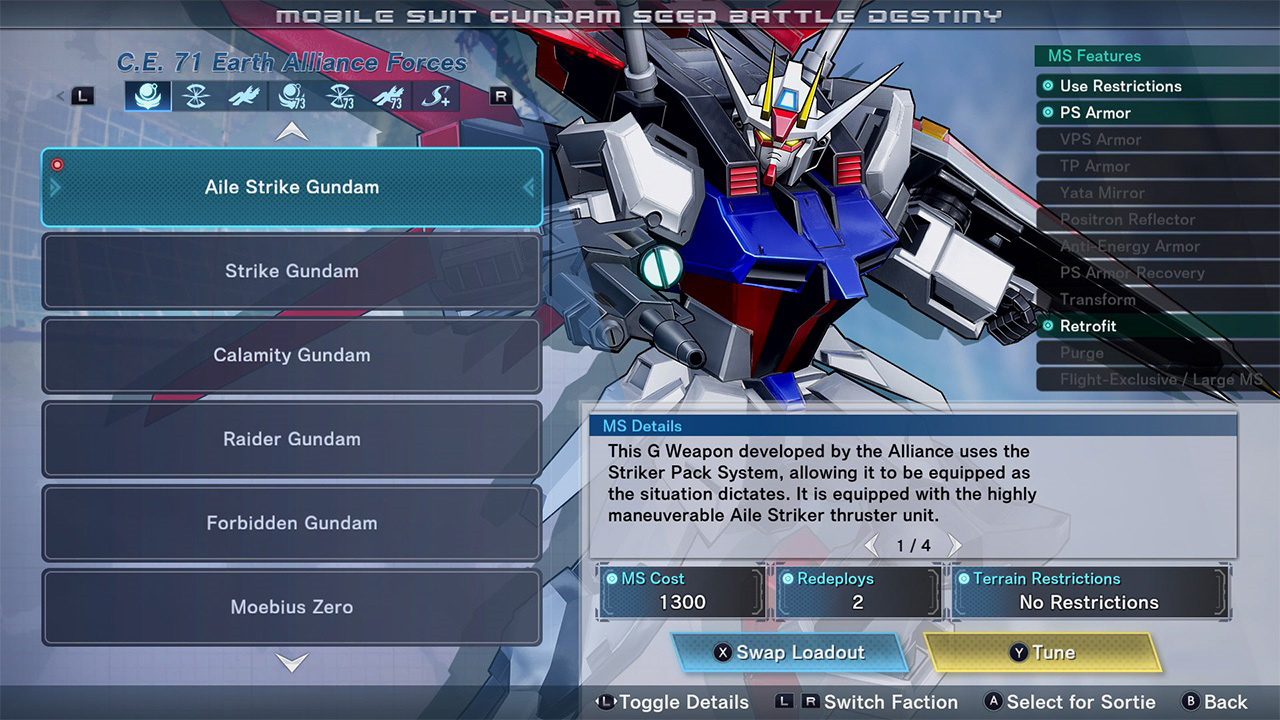 MOBILE SUIT GUNDAM SEED BATTLE DESTINY
C.E. 71 Earth Alliance Forces
L
73
73
73
S+
R
Aile Strike Gundam
Strike Gundam
Calamity Gundam
Raider Gundam
Forbidden Gundam
Moebius Zero
MS Features
Use Restrictions
PS Armor
VPS Armor
TP Armor
Yata Mirror
Positron Reflector
Anti-Energy Armor
PS Armor Recovery
Transform
Retrofit
Purge
Flight-Exclusive / Large MS
MS Details
This G Weapon developed by the Alliance uses the
Striker Pack System, allowing it to be equipped as
the situation dictates. It is equipped with the highly
maneuverable Aile Striker thruster unit.
1 / 4
MS Cost
1300
Redeploys
2
Terrain Restrictions
No Restrictions
X Swap Loadout
Y Tune
L Toggle Details L R Switch Faction A Select for Sortie B Back